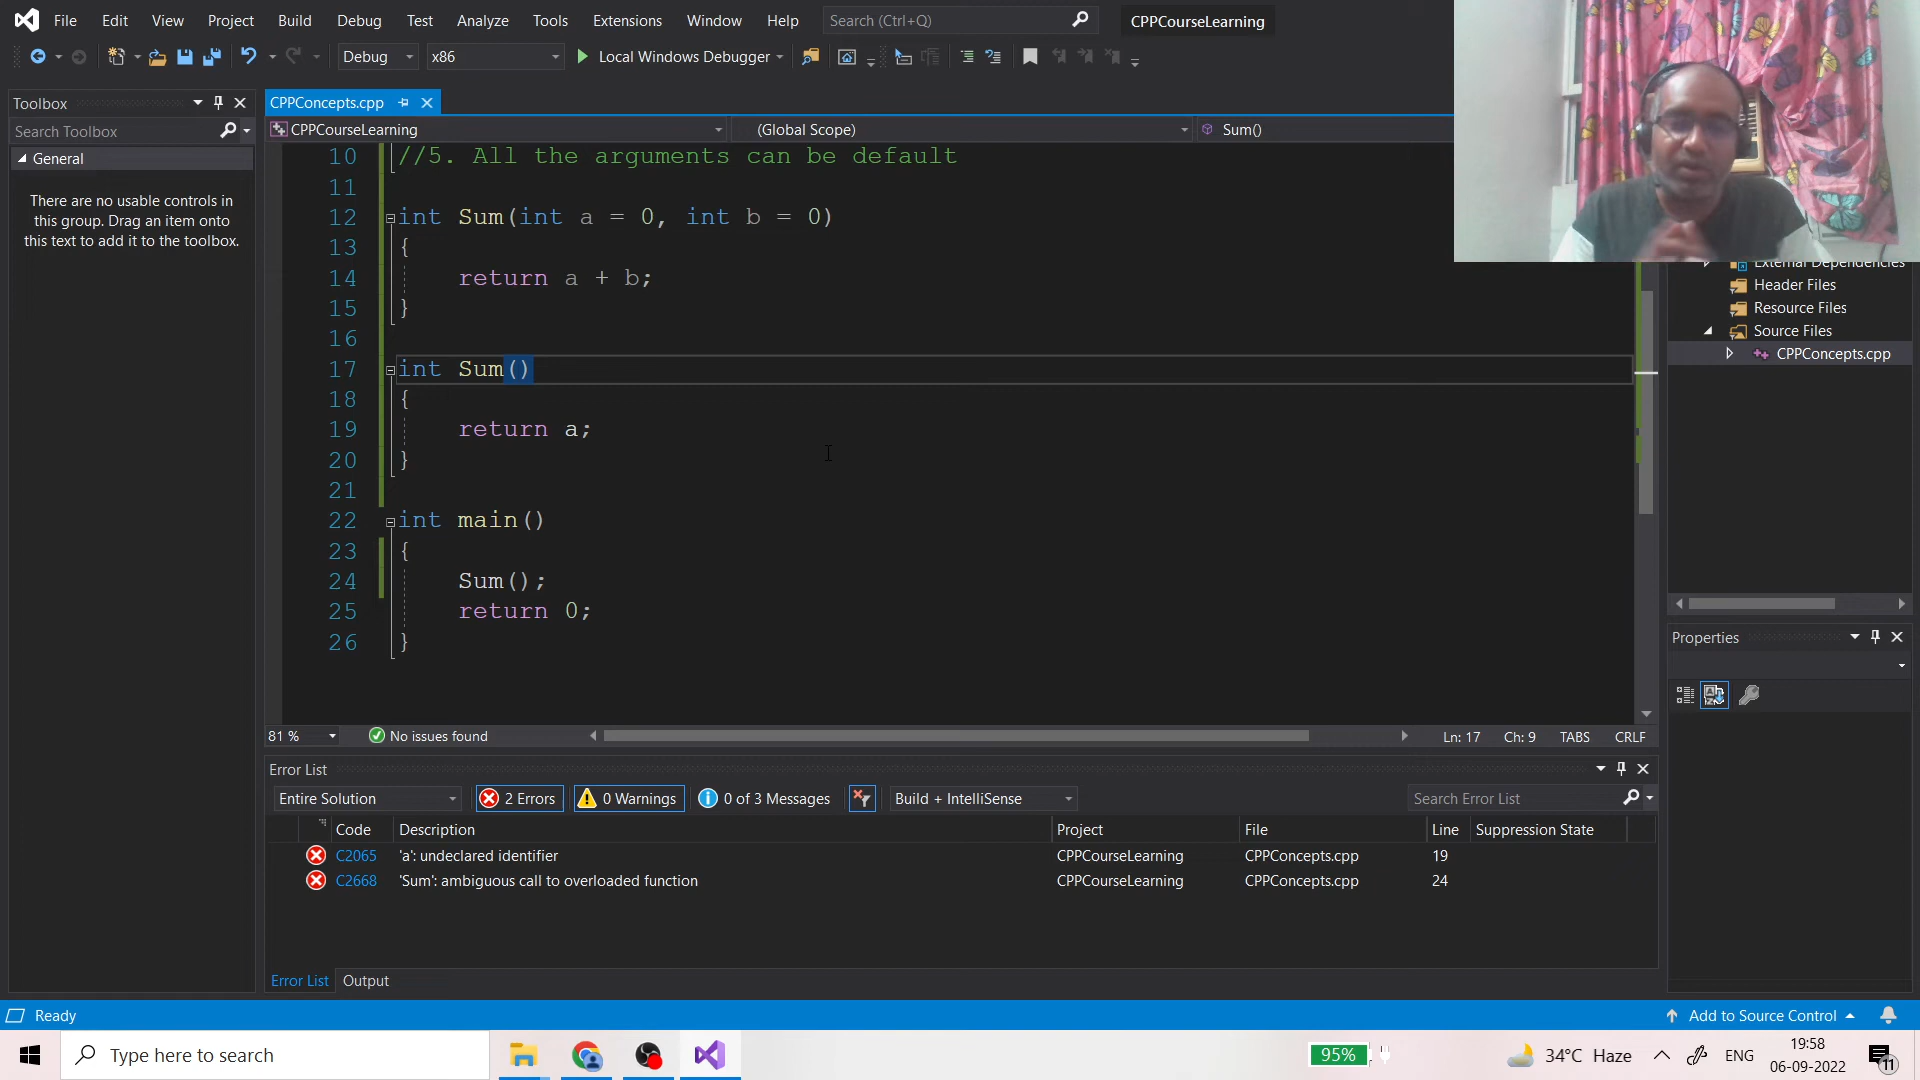 File Edit View Project Build Debug Test Analyze Tools Extensions Window Help Search (Ctrl+Q) CPPCourseLearning
Debug x86 Local Windows Debugger
Toolbox
Search Toolbox
General
There are no usable controls in
this group. Drag an item onto
this text to add it to the toolbox.
CPPConcepts.cpp
CPPCourseLearning (Global Scope) Sum()
10 //5. All the arguments can be default
11
12 int Sum(int a = 0, int b = 0)
13 {
14 return a + b;
15 }
16
17 int Sum()
18 {
19 return a;
20 }
21
22 int main()
23 {
24 Sum();
25 return 0;
26 }
81 % No issues found Ln: 17 Ch: 9 TABS CRLF
External Dependencies
Header Files
Resource Files
Source Files
CPPConcepts.cpp
Properties
Error List
Entire Solution 2 Errors 0 Warnings 0 of 3 Messages Build + IntelliSense Search Error List
Code Description Project File Line Suppression State
C2065 'a': undeclared identifier CPPCourseLearning CPPConcepts.cpp 19
C2668 'Sum': ambiguous call to overloaded function CPPCourseLearning CPPConcepts.cpp 24
Error List Output
Ready Add to Source Control
Type here to search 95% 34°C Haze ENG 19:58
06-09-2022 11